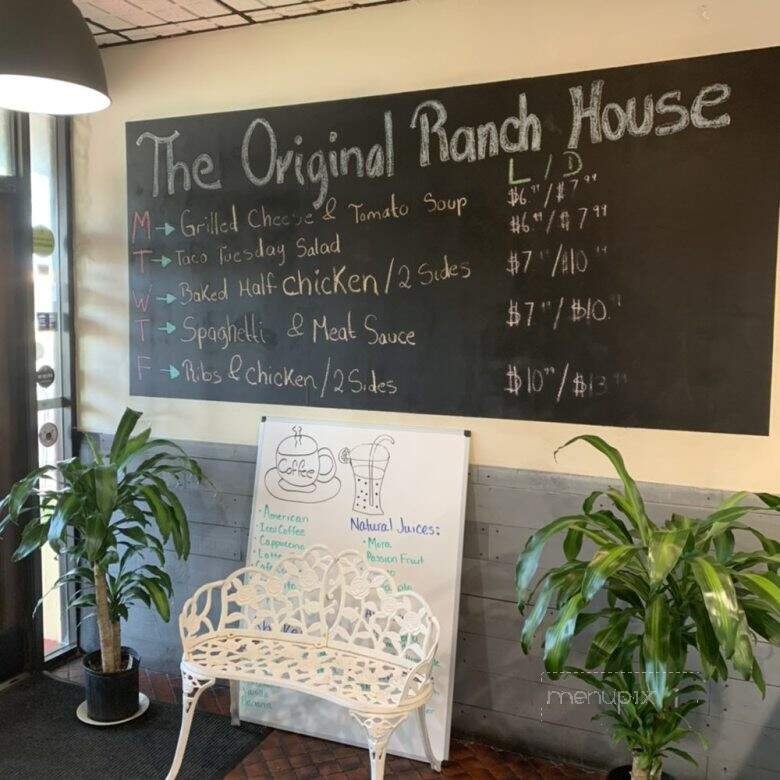 The Original Ranch House
L / D
M → Grilled Cheese & Tomato Soup $6.99/$7.99
T → Taco Tuesday Salad $6.99/$7.99
W → Baked Half Chicken/2 Sides $7.99/$10.99
T → Spaghetti & Meat Sauce $7.99/$10.99
F → Ribs & Chicken/2 Sides $10.99/$13.99
Coffee
• American
• Iced Coffee
• Cappuccino
Natural Juices:
• Mora
Passion Fruit
menupix